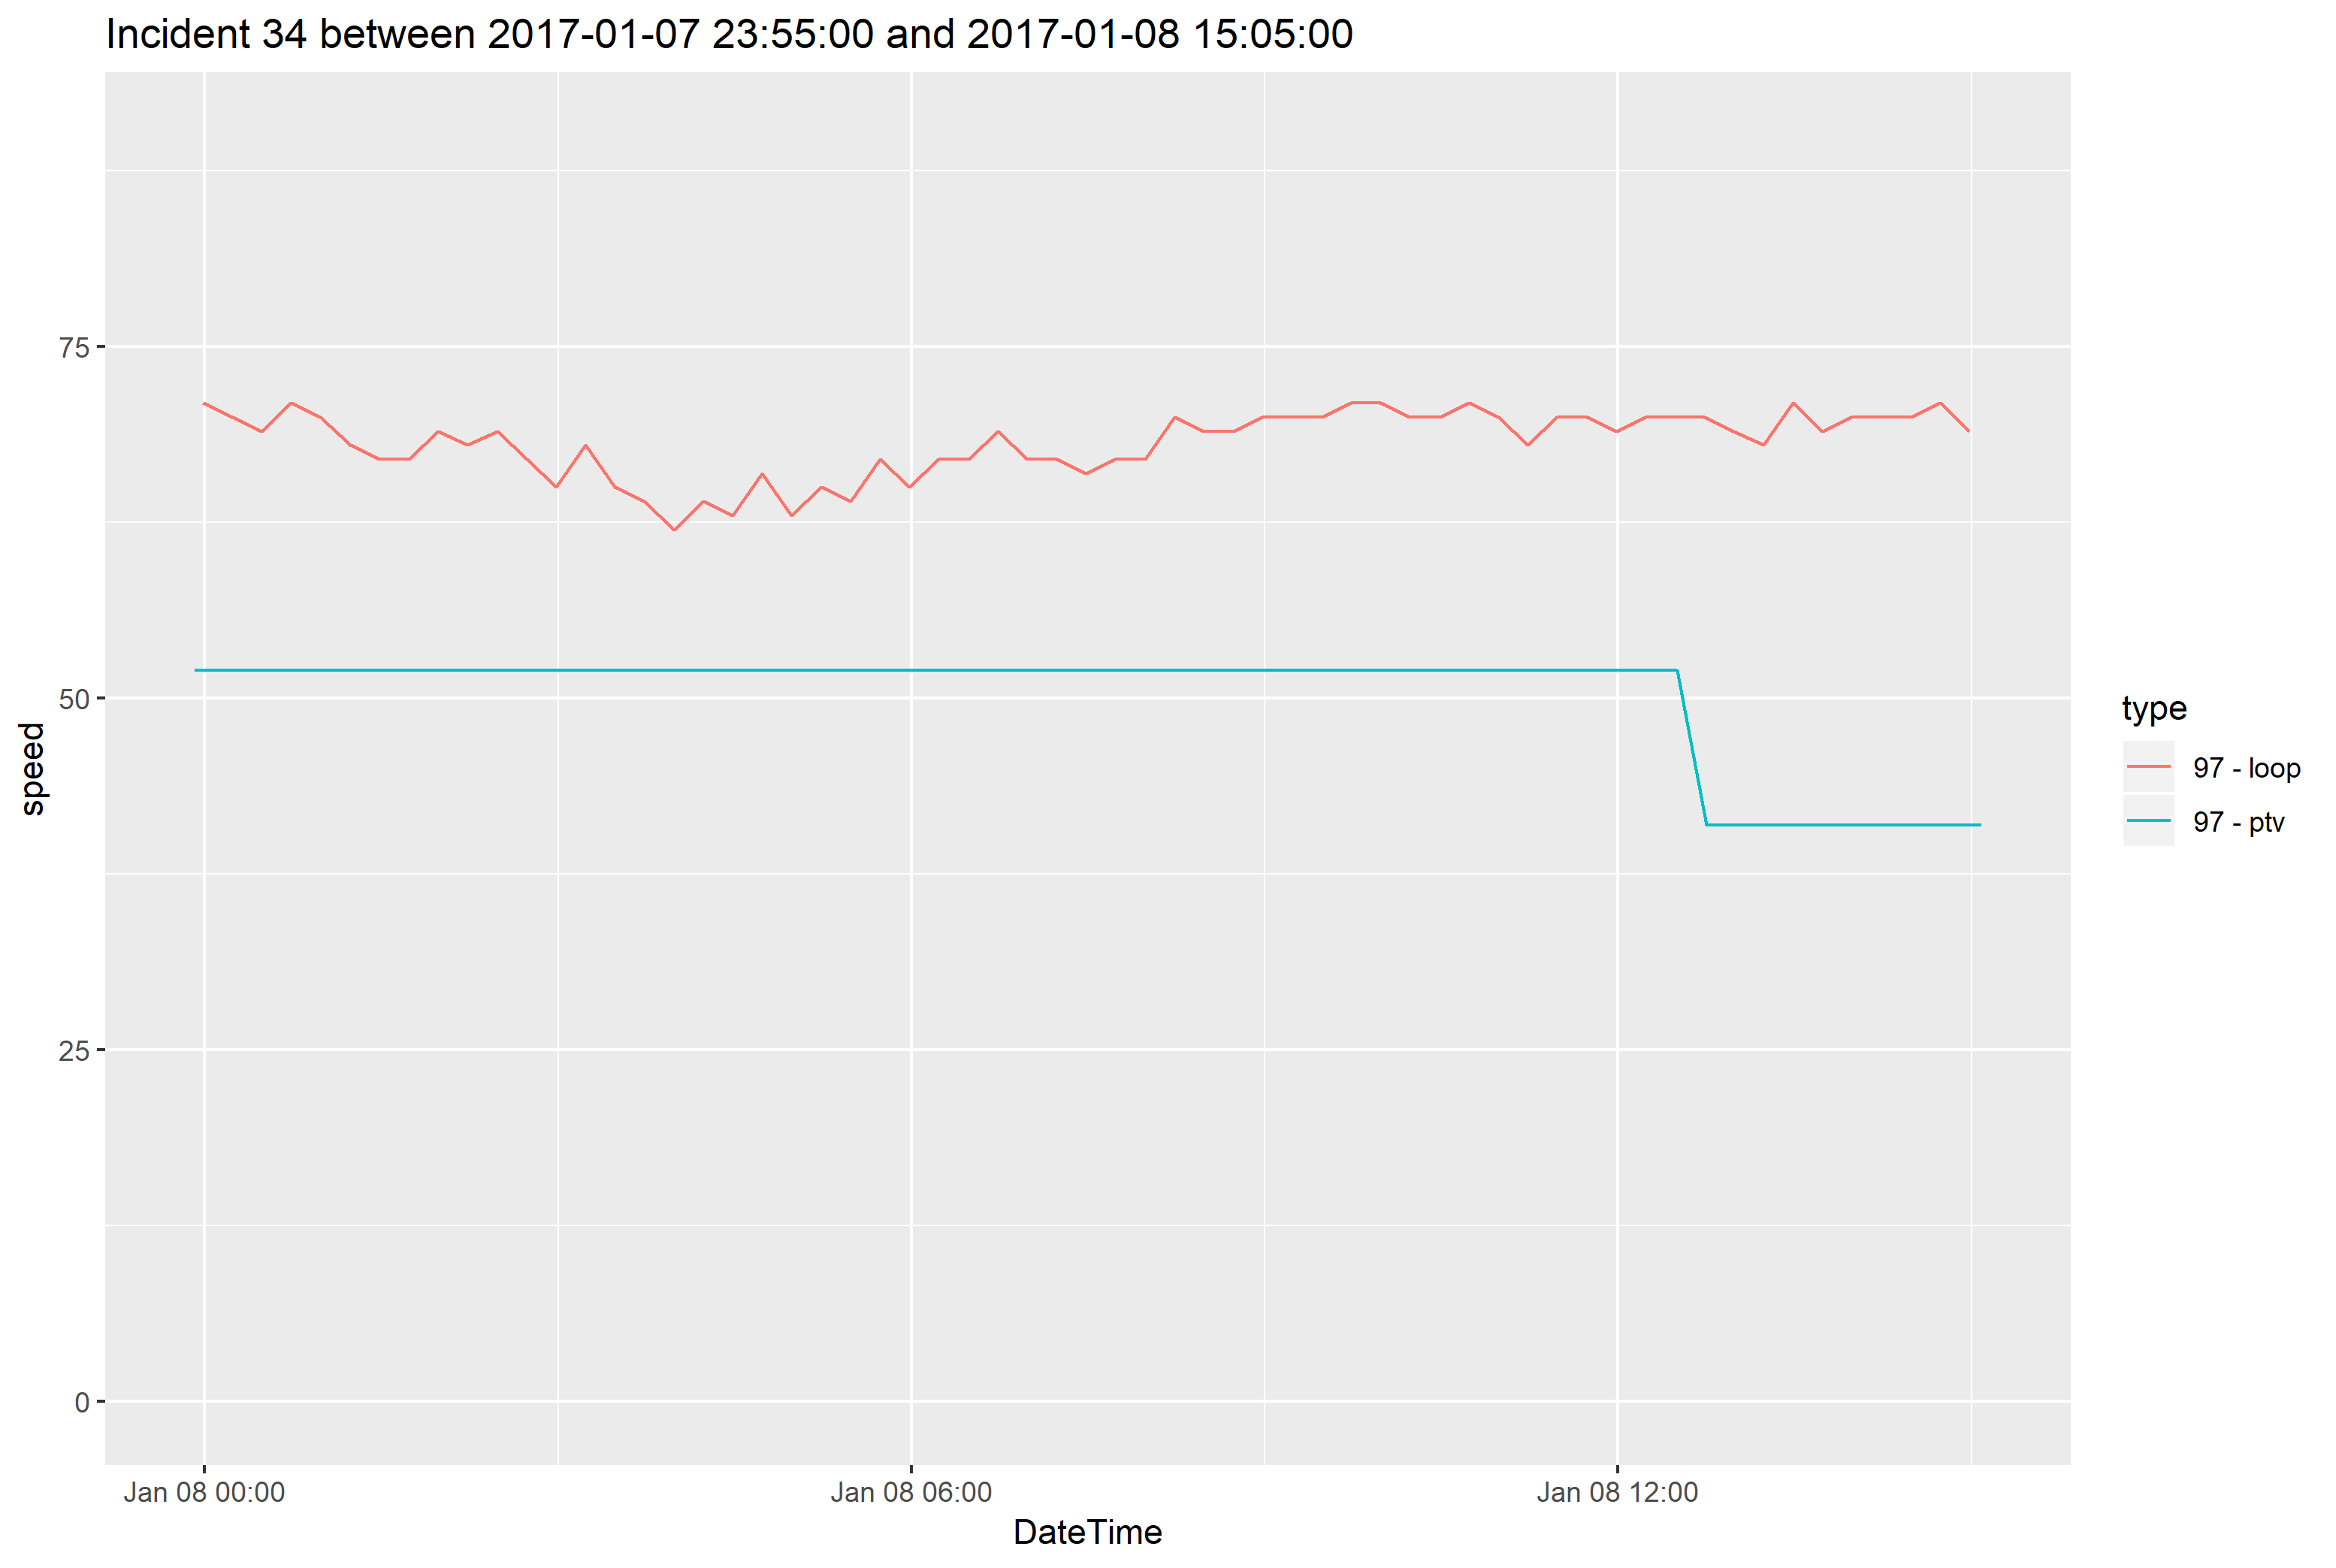 Incident 34 between 2017-01-07 23:55:00 and 2017-01-08 15:05:00
75
50
25
0
speed
Jan 08 00:00
Jan 08 06:00
Jan 08 12:00
DateTime
type
97 - loop
97 - ptv